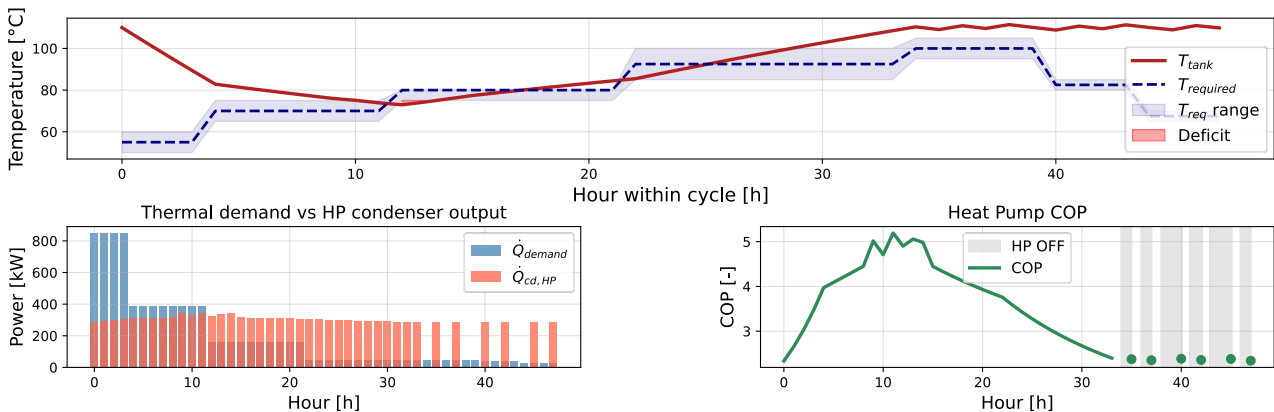 Temperature [°C]
100
80
60
0
10
20
30
40
Hour within cycle [h]
T_tank
T_required
T_req range
Deficit
Thermal demand vs HP condenser output
Power [kW]
800
600
400
200
0
0
10
20
30
40
Hour [h]
Q̇_demand
Q̇_cd,HP
Heat Pump COP
COP [-]
5
4
3
0
10
20
30
40
Hour [h]
HP OFF
COP